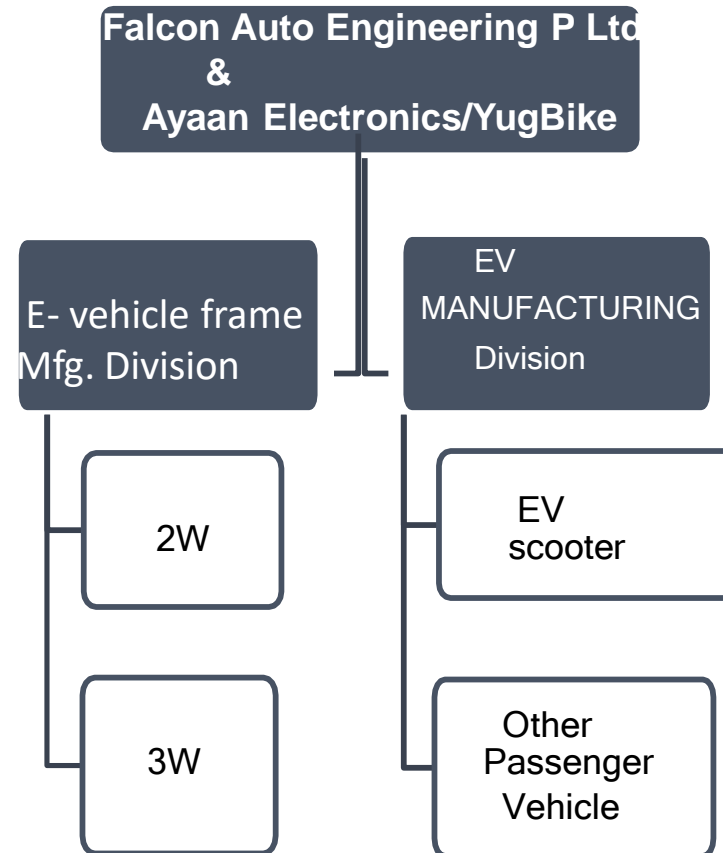 Falcon Auto Engineering P Ltd
&
Ayaan Electronics/YugBike
E- vehicle frame
Mfg. Division
EV
MANUFACTURING
Division
2W
EV
scooter
3W
Other
Passenger
Vehicle